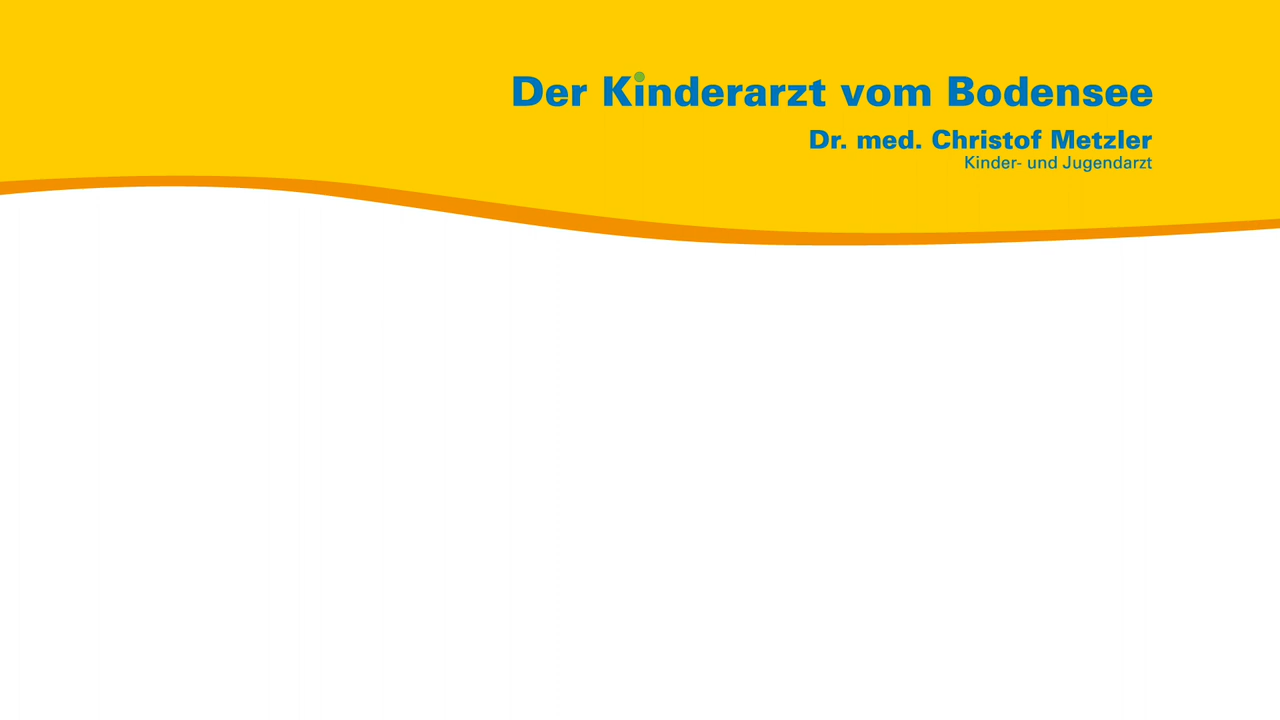 Der Kinderarzt vom Bodensee
Dr. med. Christof Metzler
Kinder- und Jugendarzt